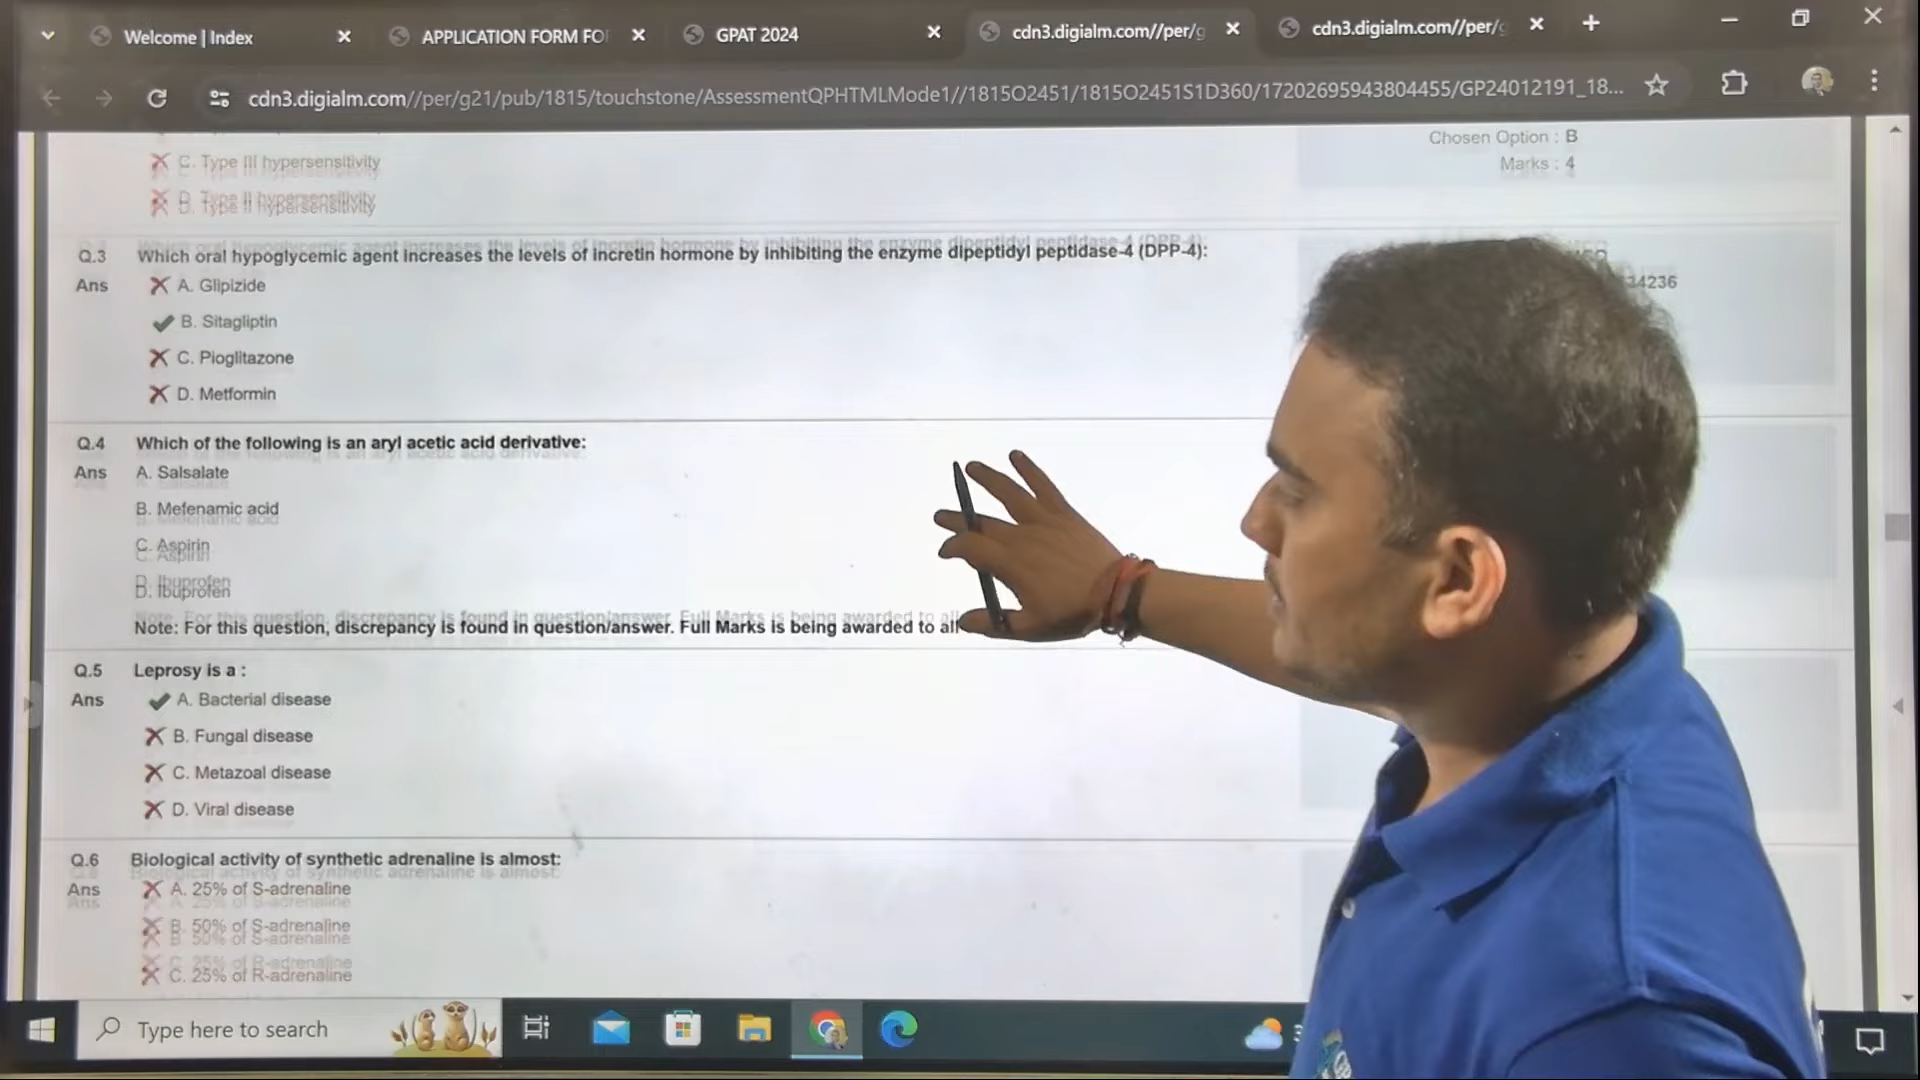 Welcome | Index
APPLICATION FORM FO
GPAT 2024
cdn3.digialm.com//per/g
cdn3.digialm.com//per/g
cdn3.digialm.com//per/g21/pub/1815/touchstone/AssessmentQPHTMLMode1//1815O2451/1815O2451S1D360/17202695943804455/GP24012191_18...
Chosen Option : B
Marks : 4
C. Type III hypersensitivity
D. Type II hypersensitivity
Q.3 Which oral hypoglycemic agent increases the levels of incretin hormone by inhibiting the enzyme dipeptidyl peptidase-4 (DPP-4):
Ans A. Glipizide
34236
B. Sitagliptin
C. Pioglitazone
D. Metformin
Q.4 Which of the following is an aryl acetic acid derivative:
Ans A. Salsalate
B. Mefenamic acid
C. Aspirin
D. Ibuprofen
Note: For this question, discrepancy is found in question/answer. Full Marks is being awarded to all
Q.5 Leprosy is a :
Ans A. Bacterial disease
B. Fungal disease
C. Metazoal disease
D. Viral disease
Q.6 Biological activity of synthetic adrenaline is almost:
Ans A. 25% of S-adrenaline
B. 50% of S-adrenaline
C. 25% of R-adrenaline
Type here to search